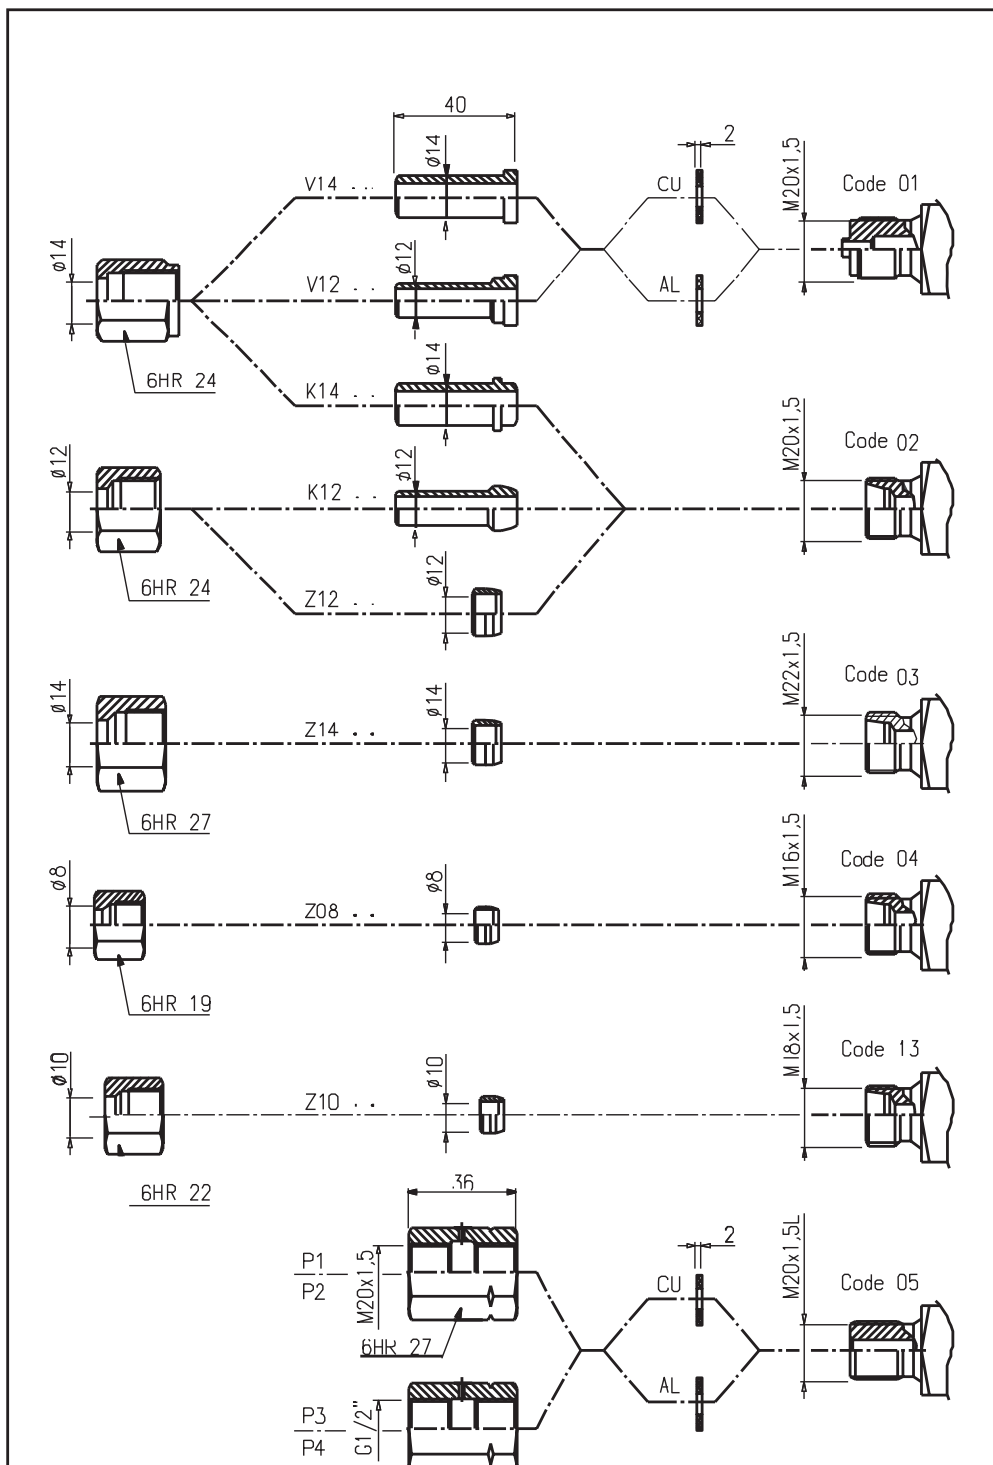 40
2
ø14
M20x1,5
Code 01
V14 . .
CU
ø14
ø12
V12 . .
AL
ø14
6HR 24
K14 . .
M20x1,5
Code 02
ø12
ø12
K12 . .
ø12
6HR 24
Z12 . .
M22x1,5
Code 03
ø14
ø14
Z14 . .
6HR 27
M16x1,5
Code 04
ø8
ø8
Z08 . .
6HR 19
M18x1,5
Code 13
ø10
ø10
Z10 . .
6HR 22
36
2
M20x1,5L
P1
M20x1,5
CU
Code 05
P2
6HR 27
AL
P3
G1/2"
P4